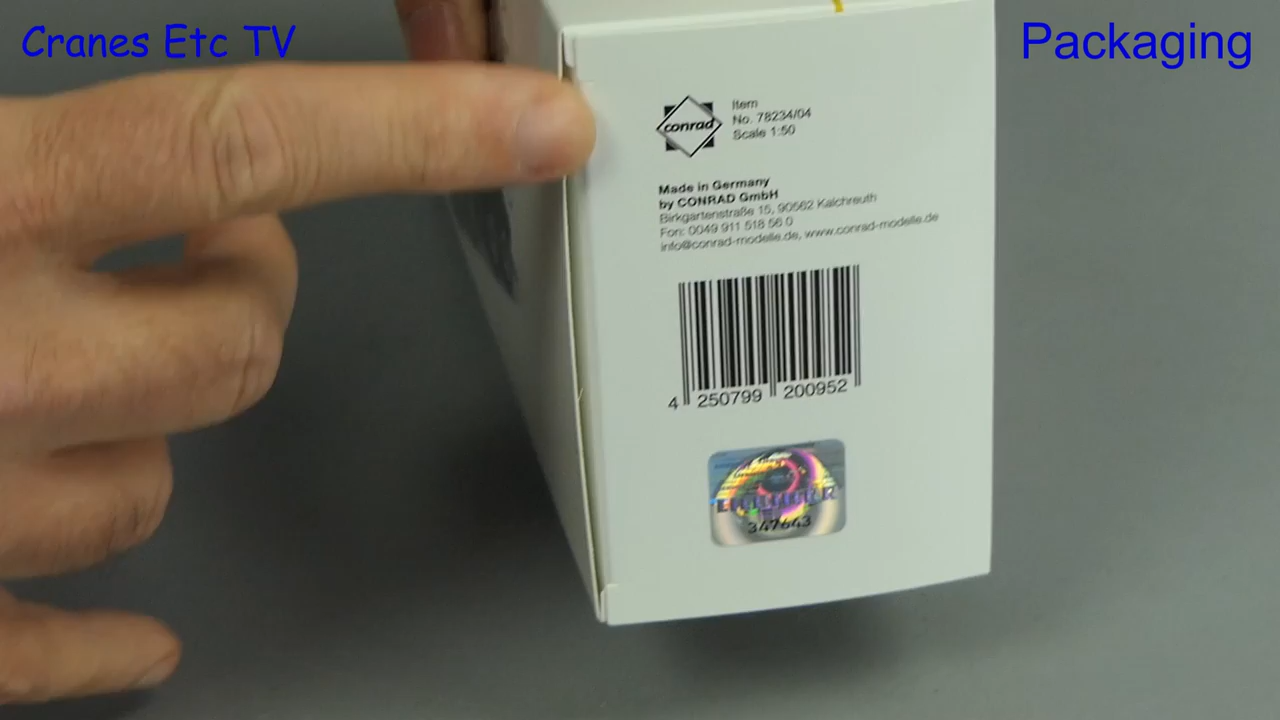 Cranes Etc TV
Packaging
conrad
Item
No. 78234/04
Scale 1:50
Made in Germany
by CONRAD GmbH
Birkgartenstraße 15, 90562 Kalchreuth
Fon: 0049 911 518 56 0
info@conrad-modelle.de, www.conrad-modelle.de
4 250799 200952
LIEBHERR
347643